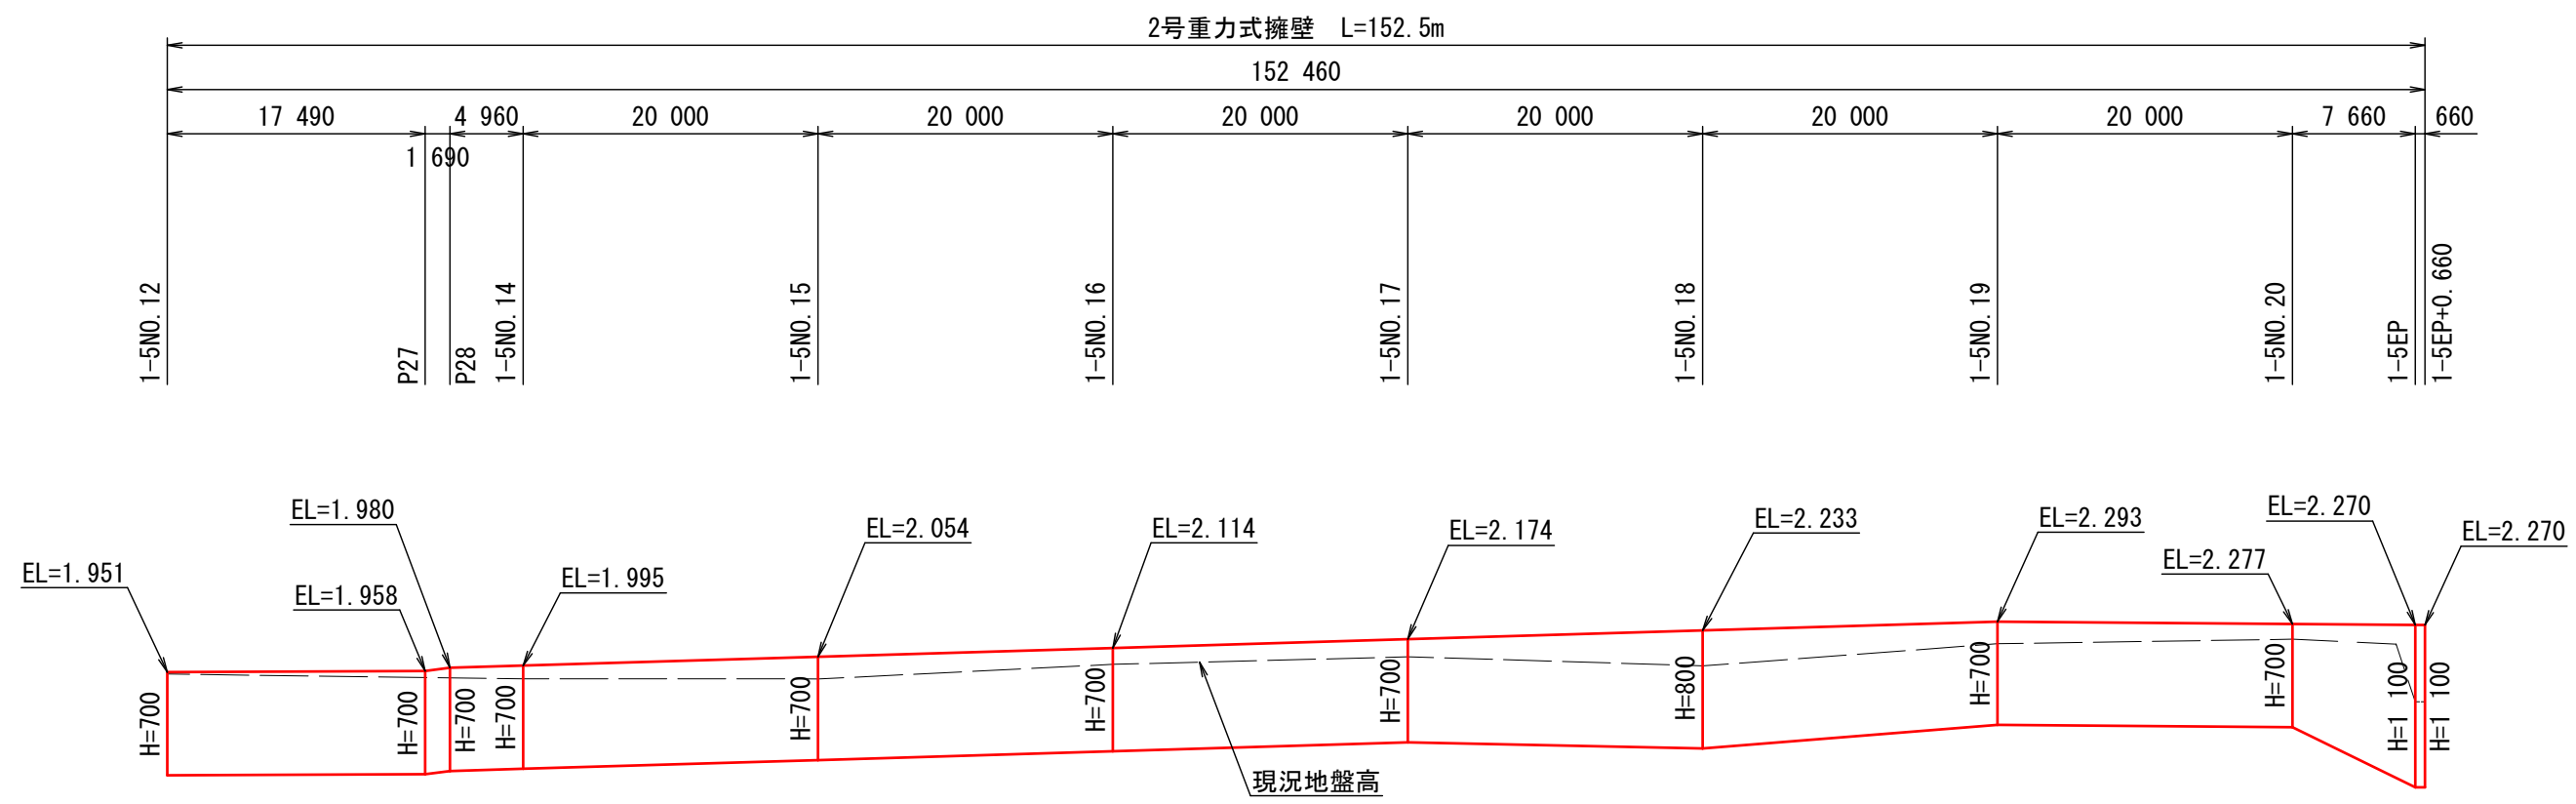 2号重力式擁壁 L=152.5m
152 460
17 490
1 690
4 960
20 000
20 000
20 000
20 000
20 000
20 000
7 660
660
1-5NO.12
P27
P28
1-5NO.14
1-5NO.15
1-5NO.16
1-5NO.17
1-5NO.18
1-5NO.19
1-5NO.20
1-5EP
1-5EP+0.660
EL=1.951
EL=1.958
EL=1.980
EL=1.995
EL=2.054
EL=2.114
EL=2.174
EL=2.233
EL=2.293
EL=2.277
EL=2.270
EL=2.270
H=700
H=700
H=700
H=700
H=700
H=700
H=700
H=800
H=700
H=700
H=1 100
H=1 100
現況地盤高